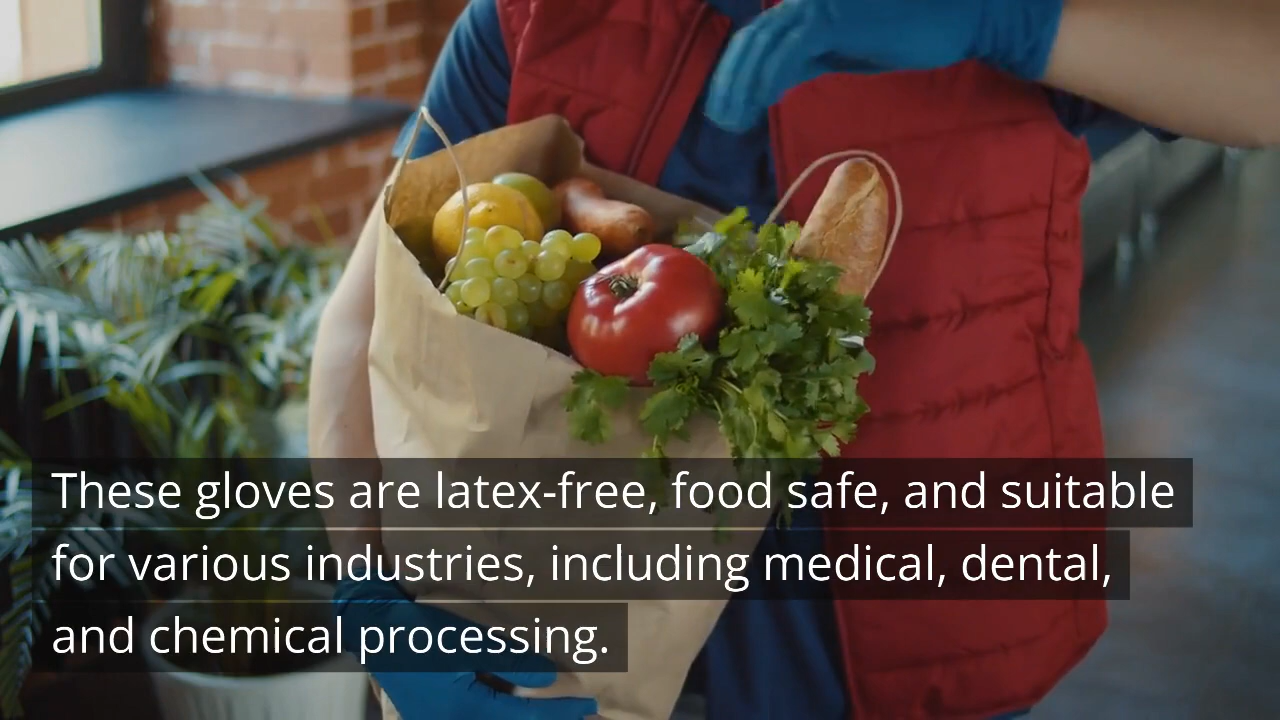 These gloves are latex-free, food safe, and suitable
for various industries, including medical, dental,
and chemical processing.